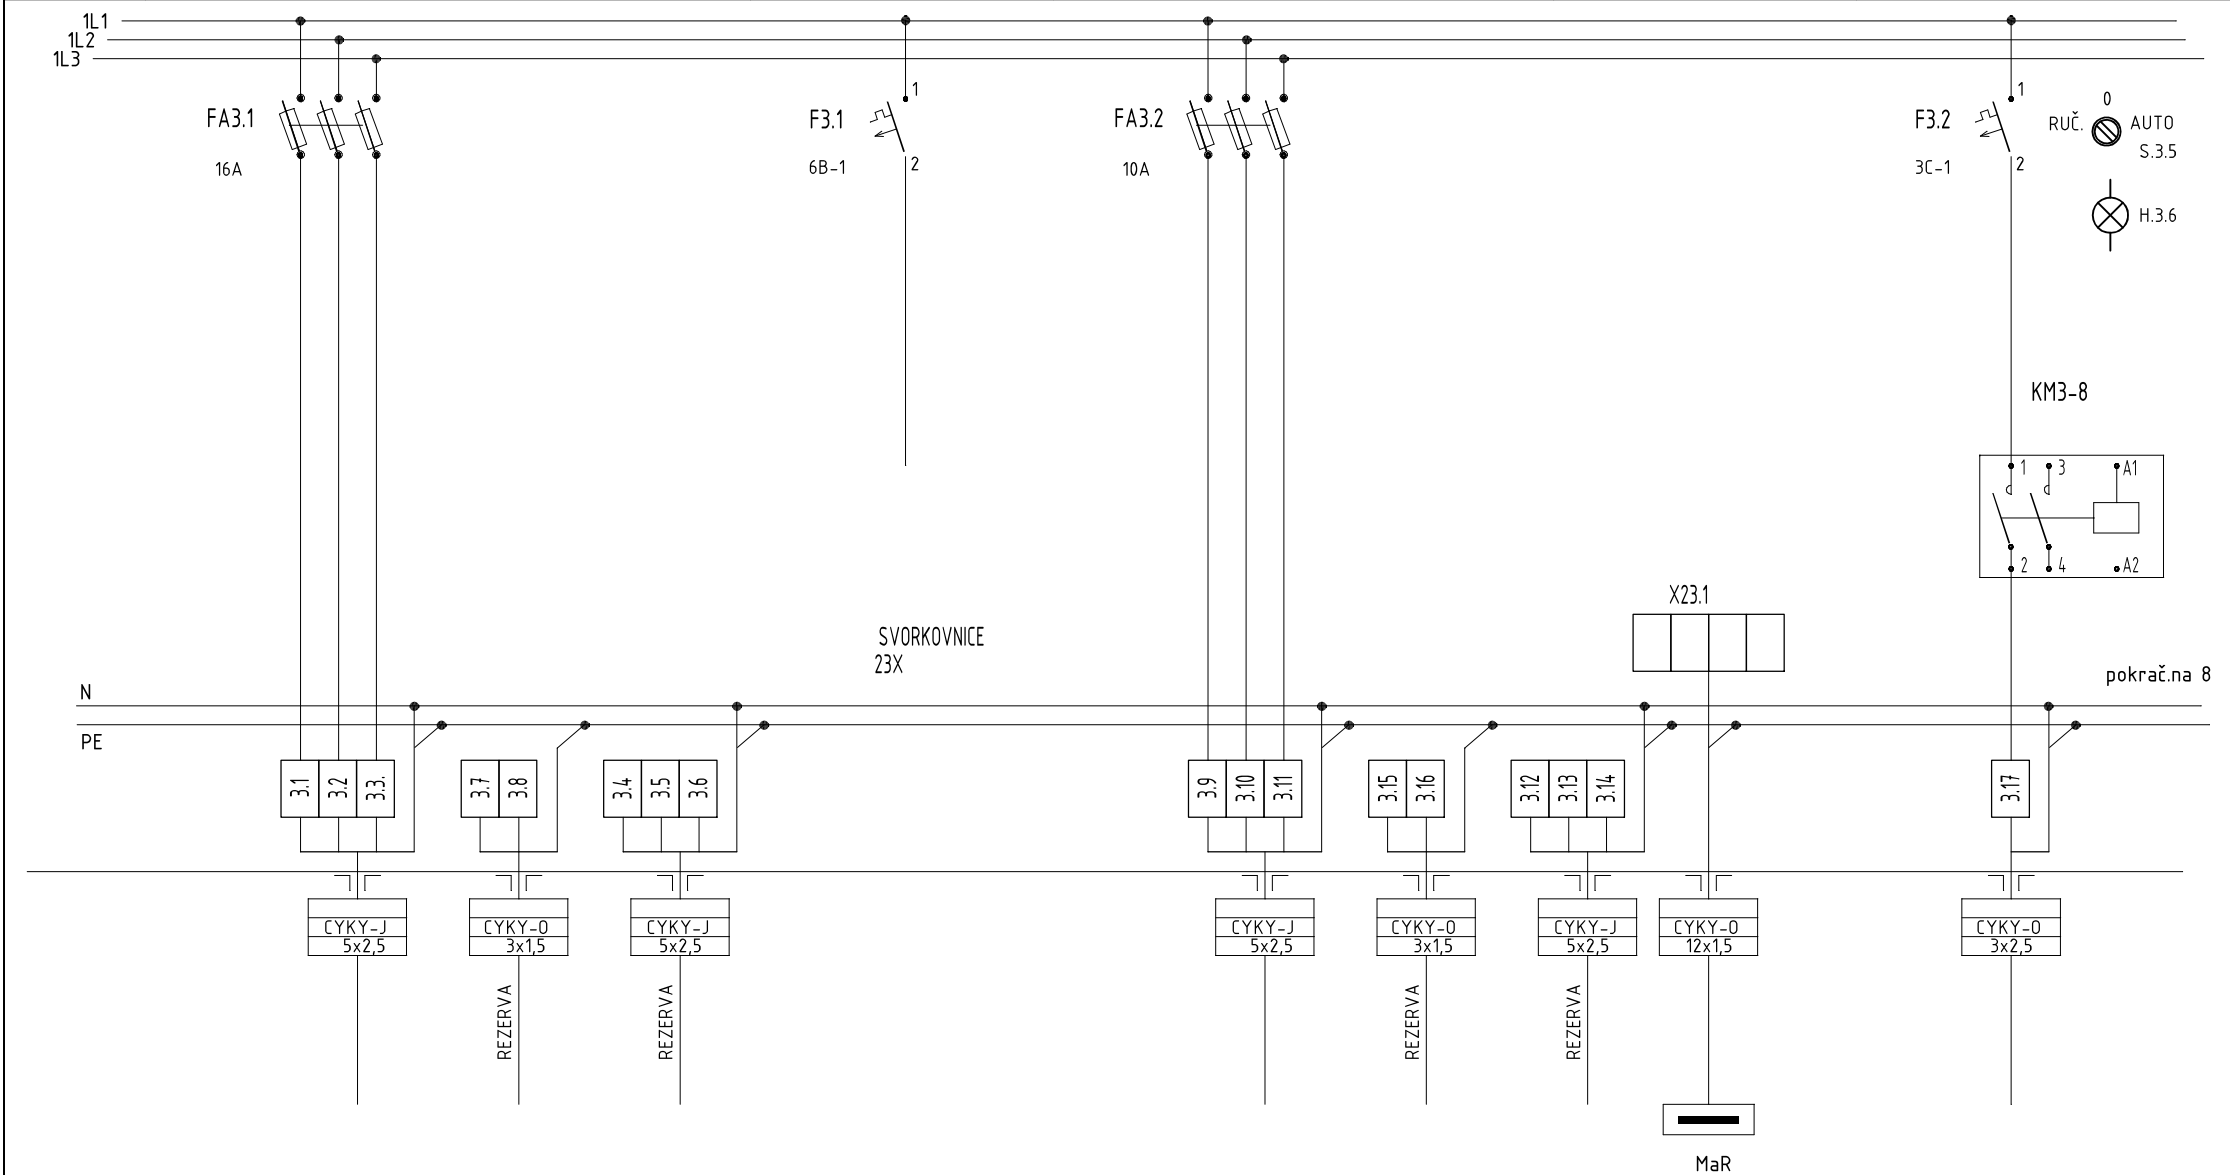 1L1
1L2
1L3
FA3.1
16A
F3.1
6B-1
1
2
FA3.2
10A
F3.2
3C-1
1
2
0
RUČ.
AUTO
S.3.5
H.3.6
KM3-8
1
3
A1
2
4
A2
X23.1
SVORKOVNICE
23X
pokrač.na 8
N
PE
3.1
3.2
3.3.
3.7
3.8
3.4
3.5
3.6
3.9
3.10
3.11
3.15
3.16
3.12
3.13
3.14
3.17
CYKY-J
5x2,5
CYKY-O
3x1,5
CYKY-J
5x2,5
CYKY-J
5x2,5
CYKY-O
3x1,5
CYKY-J
5x2,5
CYKY-O
12x1,5
CYKY-O
3x2,5
REZERVA
REZERVA
REZERVA
REZERVA
MaR